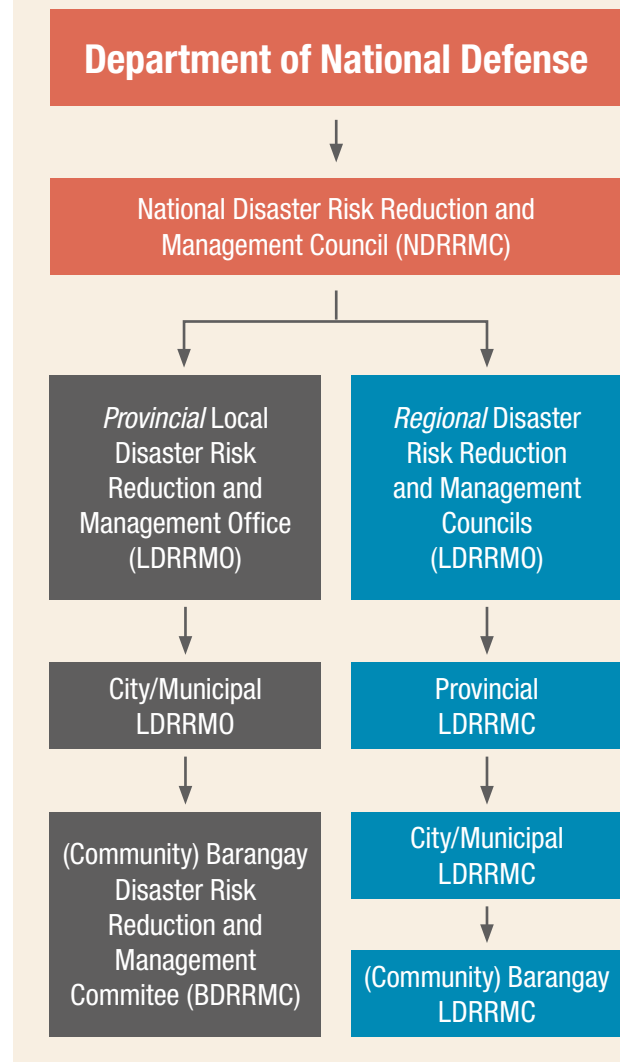 Department of National Defense
National Disaster Risk Reduction and
Management Council (NDRRMC)
Provincial Local
Disaster Risk
Reduction and
Management Office
(LDRRMO)
Regional Disaster
Risk Reduction
and Management
Councils
(LDRRMO)
City/Municipal
LDRRMO
Provincial
LDRRMC
(Community) Barangay
Disaster Risk
Reduction and
Management
Commitee (BDRRMC)
City/Municipal
LDRRMC
(Community) Barangay
LDRRMC